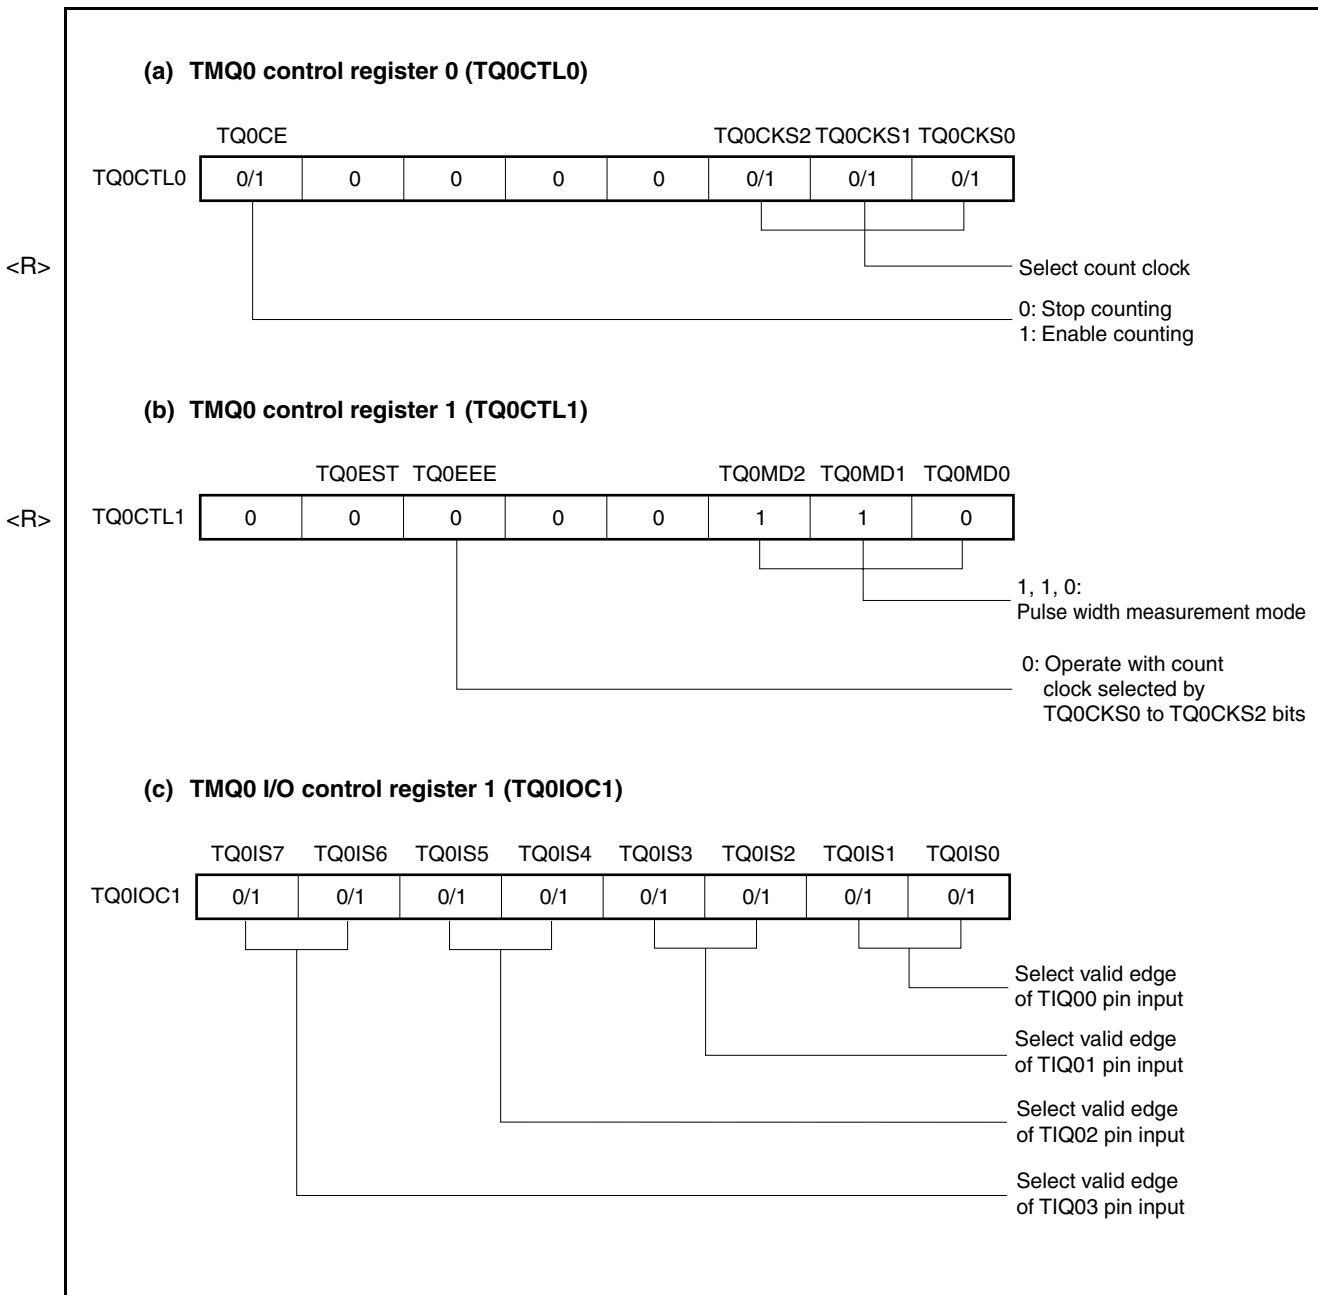 (a) TMQ0 control register 0 (TQ0CTL0)
TQ0CE TQ0CKS2 TQ0CKS1 TQ0CKS0
TQ0CTL0 0/1 0 0 0 0 0/1 0/1 0/1
<R>
Select count clock
0: Stop counting
1: Enable counting
(b) TMQ0 control register 1 (TQ0CTL1)
TQ0EST TQ0EEE TQ0MD2 TQ0MD1 TQ0MD0
<R> TQ0CTL1 0 0 0 0 0 1 1 0
1, 1, 0:
Pulse width measurement mode
0: Operate with count
clock selected by
TQ0CKS0 to TQ0CKS2 bits
(c) TMQ0 I/O control register 1 (TQ0IOC1)
TQ0IS7 TQ0IS6 TQ0IS5 TQ0IS4 TQ0IS3 TQ0IS2 TQ0IS1 TQ0IS0
TQ0IOC1 0/1 0/1 0/1 0/1 0/1 0/1 0/1 0/1
Select valid edge
of TIQ00 pin input
Select valid edge
of TIQ01 pin input
Select valid edge
of TIQ02 pin input
Select valid edge
of TIQ03 pin input